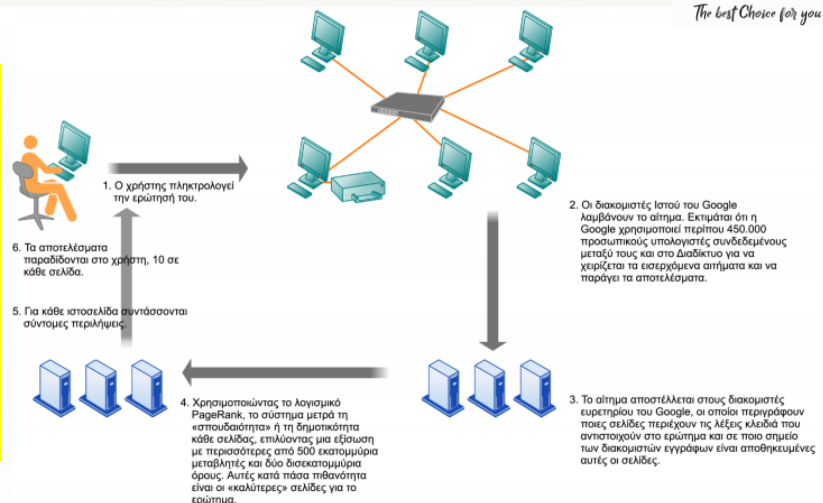 The best Choice for you
1. Ο χρήστης πληκτρολογεί
την ερώτησή του.
2. Οι διακομιστές Ιστού του Google
λαμβάνουν το αίτημα. Εκτιμάται ότι η
Google χρησιμοποιεί περίπου 450.000
προσωπικούς υπολογιστές συνδεδεμένους
μεταξύ τους και στο Διαδίκτυο για να
χειρίζεται τα εισερχόμενα αιτήματα και να
παράγει τα αποτελέσματα.
3. Το αίτημα αποστέλλεται στους διακομιστές
ευρετηρίου του Google, οι οποίοι περιγράφουν
ποιες σελίδες περιέχουν τις λέξεις κλειδιά που
αντιστοιχούν στο ερώτημα και σε ποιο σημείο
των διακομιστών εγγράφων είναι αποθηκευμένες
αυτές οι σελίδες.
4. Χρησιμοποιώντας το λογισμικό
PageRank, το σύστημα μετρά τη
«σπουδαιότητα» ή τη δημοτικότητα
κάθε σελίδας, επιλύοντας μια εξίσωση
με περισσότερες από 500 εκατομμύρια
μεταβλητές και δύο δισεκατομμύρια
όρους. Αυτές κατά πάσα πιθανότητα
είναι οι «καλύτερες» σελίδες για το
ερώτημα.
5. Για κάθε ιστοσελίδα συντάσσονται
σύντομες περιλήψεις.
6. Τα αποτελέσματα
παραδίδονται στο χρήστη, 10 σε
κάθε σελίδα.